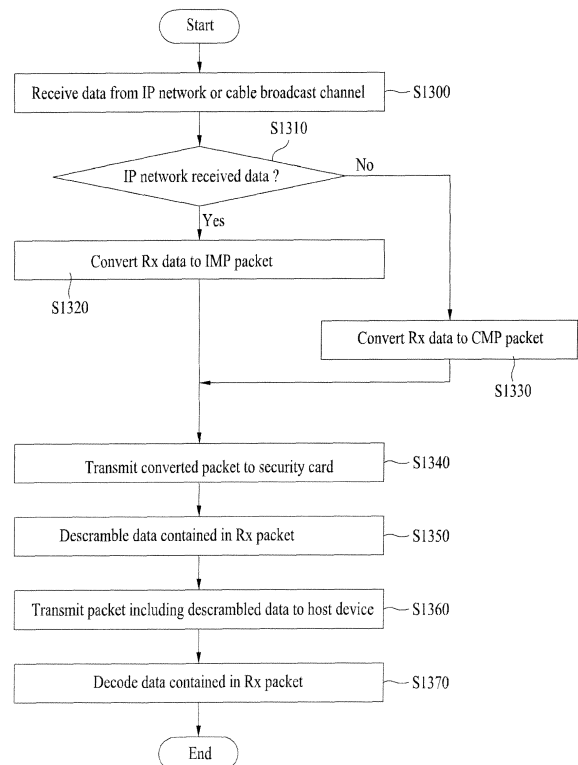 Start
Receive data from IP network or cable broadcast channel
S1300
S1310
IP network received data ?
No
Yes
Convert Rx data to IMP packet
S1320
Convert Rx data to CMP packet
S1330
Transmit converted packet to security card
S1340
Descramble data contained in Rx packet
S1350
Transmit packet including descrambled data to host device
S1360
Decode data contained in Rx packet
S1370
End